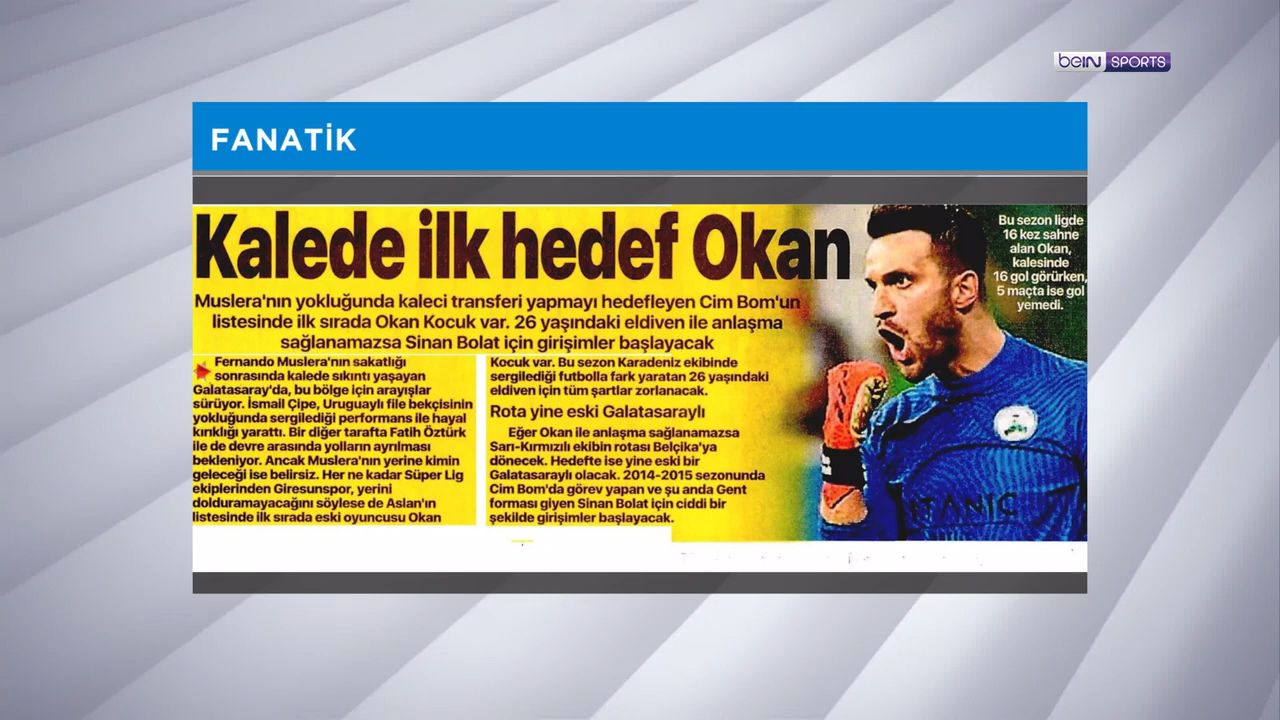 beIN SPORTS
FANATİK
Kalede ilk hedef Okan
Muslera'nın yokluğunda kaleci transferi yapmayı hedefleyen Cim Bom'un
listesinde ilk sırada Okan Kocuk var. 26 yaşındaki eldiven ile anlaşma
sağlanamazsa Sinan Bolat için girişimler başlayacak
Bu sezon ligde
16 kez sahne
alan Okan,
kalesinde
16 gol görürken,
5 maçta ise gol
yemedi.
Fernando Muslera'nın sakatlığı
sonrasında kalede sıkıntı yaşayan
Galatasaray'da, bu bölge için arayışlar
sürüyor. İsmail Çipe, Uruguaylı file bekçisinin
yokluğunda sergilediği performans ile hayal
kırıklığı yarattı. Bir diğer tarafta Fatih Öztürk
ile de devre arasında yolların ayrılması
bekleniyor. Ancak Muslera'nın yerine kimin
geleceği ise belirsiz. Her ne kadar Süper Lig
ekiplerinden Giresunspor, yerini
dolduramayacağını söylese de Aslan'ın
listesinde ilk sırada eski oyuncusu Okan
Kocuk var. Bu sezon Karadeniz ekibinde
sergilediği futbolla fark yaratan 26 yaşındaki
eldiven için tüm şartlar zorlanacak.
Rota yine eski Galatasaraylı
Eğer Okan ile anlaşma sağlanamazsa
Sarı-Kırmızılı ekibin rotası Belçika'ya
dönecek. Hedefte ise yine eski bir
Galatasaraylı olacak. 2014-2015 sezonunda
Cim Bom'da görev yapan ve şu anda Gent
forması giyen Sinan Bolat için ciddi bir
şekilde girişimler başlayacak.
TITANIC